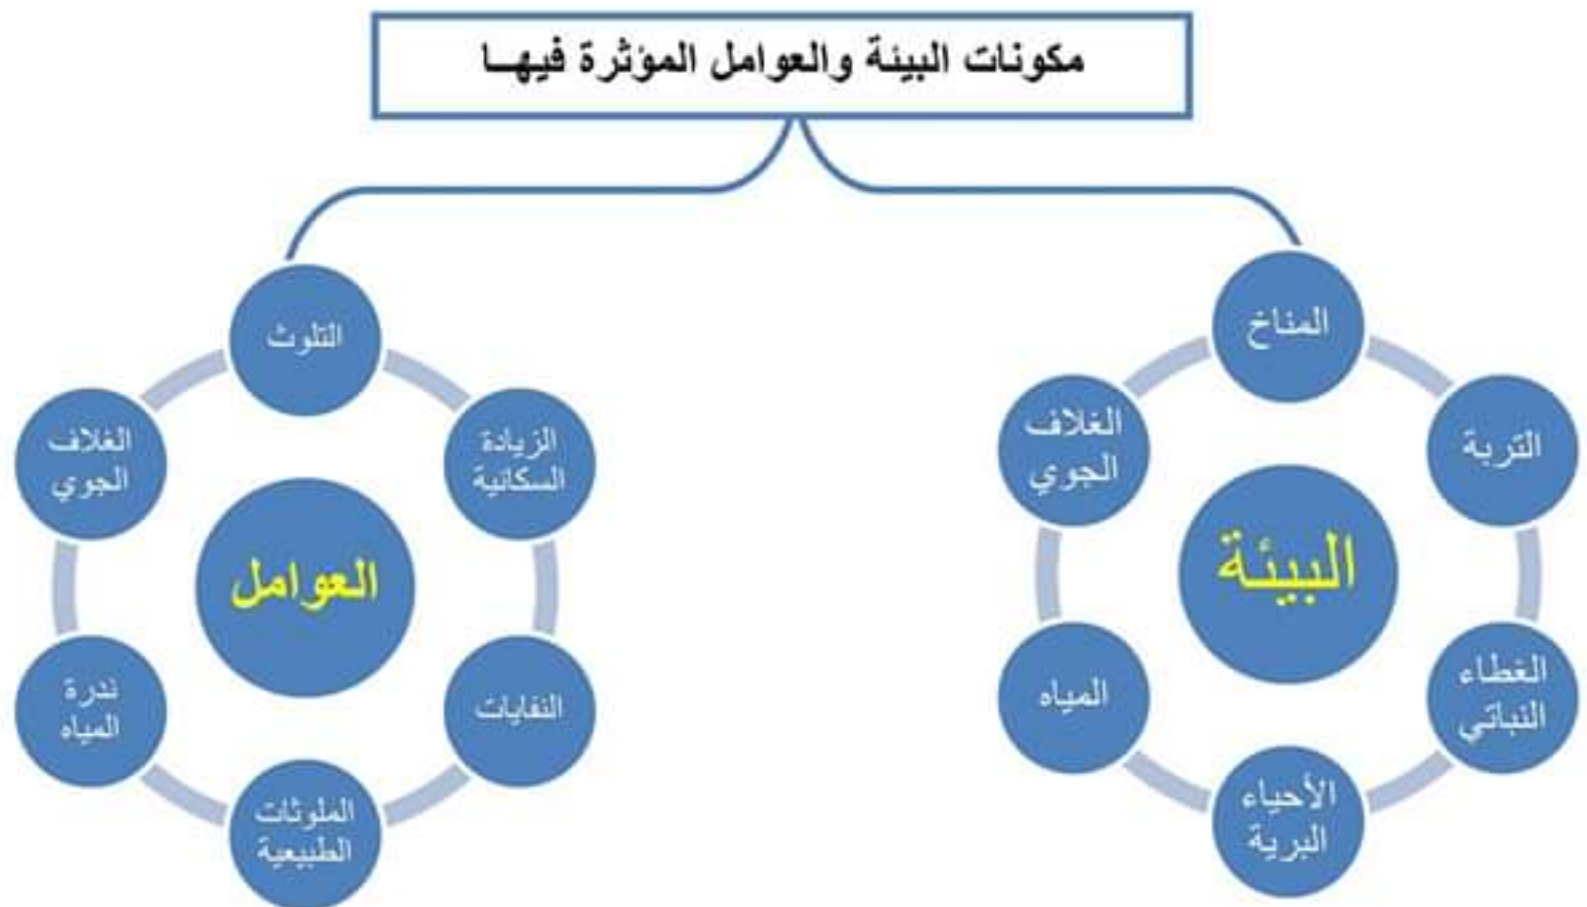 مكونات البيئة والعوامل المؤثرة فيهـا
المناخ
التربة
الغطاء
النباتي
الأحياء
البرية
المياه
الغلاف
الجوي
البيئة
التلوث
الزيادة
السكانية
النفايات
الملوثات
الطبيعية
ندرة
المياه
الغلاف
الجوي
العوامل